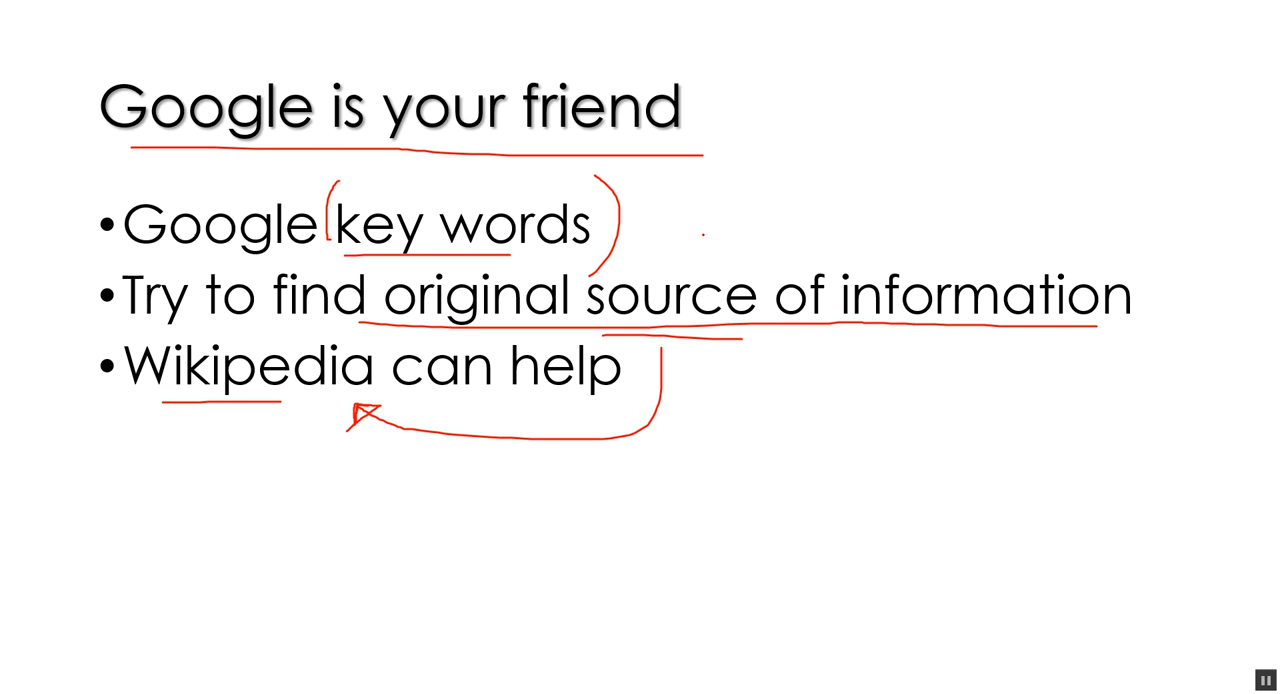 Google is your friend
• Google key words
• Try to find original source of information
• Wikipedia can help